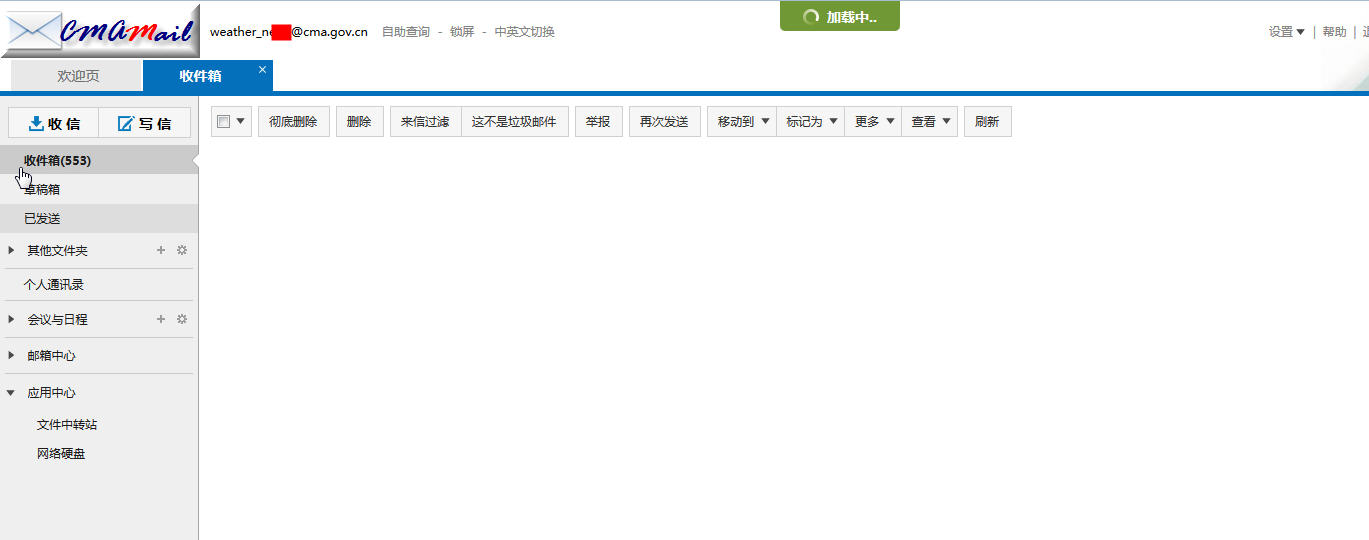 CMAMail
weather_n @cma.gov.cn 自助查询 - 锁屏 - 中英文切换
加载中..
设置 | 帮助 |
欢迎页 收件箱 ×
收信 写信
彻底删除 删除 来信过滤 这不是垃圾邮件 举报 再次发送 移动到 标记为 更多 查看 刷新
收件箱(553)
草稿箱
已发送
其他文件夹
个人通讯录
会议与日程
邮箱中心
应用中心
文件中转站
网络硬盘